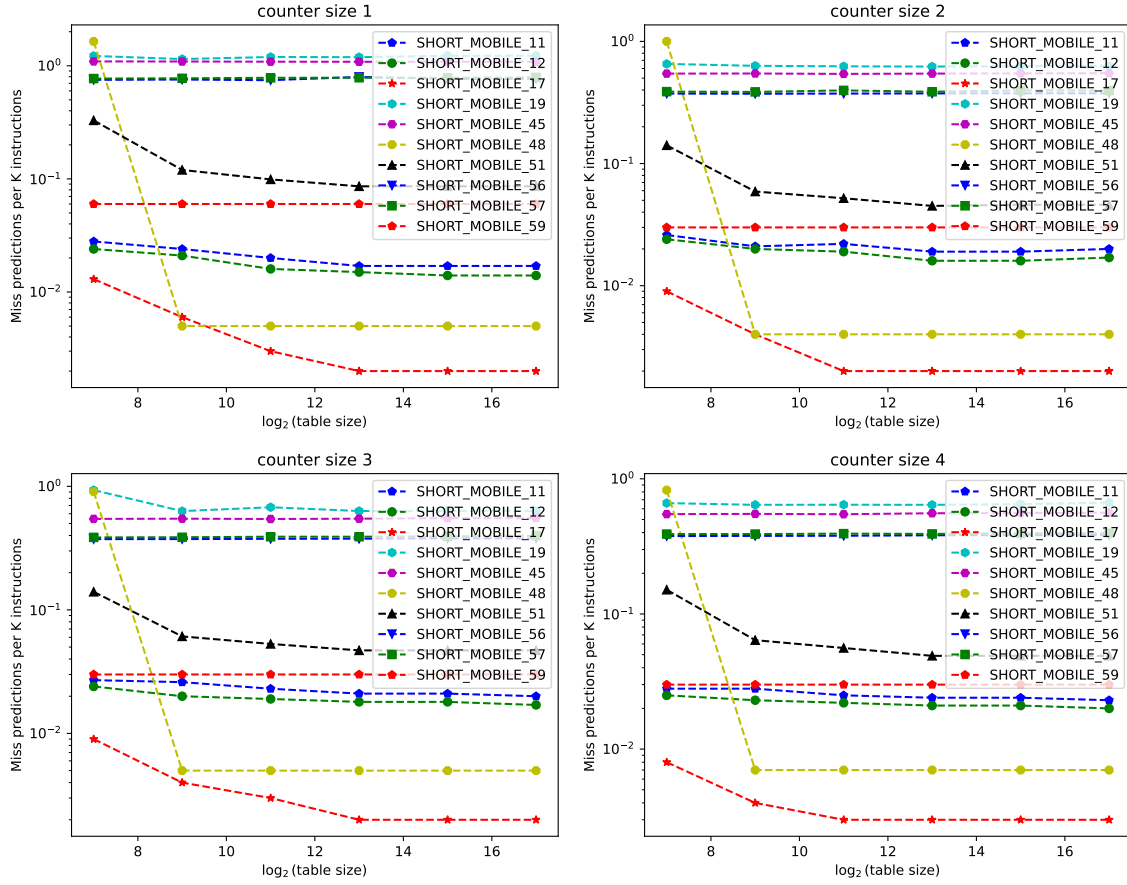 counter size 1
Miss predictions per K instructions
10⁰
10⁻¹
10⁻²
8 10 12 14 16
log₂(table size)
SHORT_MOBILE_11
SHORT_MOBILE_12
SHORT_MOBILE_17
SHORT_MOBILE_19
SHORT_MOBILE_45
SHORT_MOBILE_48
SHORT_MOBILE_51
SHORT_MOBILE_56
SHORT_MOBILE_57
SHORT_MOBILE_59
counter size 2
Miss predictions per K instructions
10⁰
10⁻¹
10⁻²
8 10 12 14 16
log₂(table size)
SHORT_MOBILE_11
SHORT_MOBILE_12
SHORT_MOBILE_17
SHORT_MOBILE_19
SHORT_MOBILE_45
SHORT_MOBILE_48
SHORT_MOBILE_51
SHORT_MOBILE_56
SHORT_MOBILE_57
SHORT_MOBILE_59
counter size 3
Miss predictions per K instructions
10⁰
10⁻¹
10⁻²
8 10 12 14 16
log₂(table size)
SHORT_MOBILE_11
SHORT_MOBILE_12
SHORT_MOBILE_17
SHORT_MOBILE_19
SHORT_MOBILE_45
SHORT_MOBILE_48
SHORT_MOBILE_51
SHORT_MOBILE_56
SHORT_MOBILE_57
SHORT_MOBILE_59
counter size 4
Miss predictions per K instructions
10⁰
10⁻¹
10⁻²
8 10 12 14 16
log₂(table size)
SHORT_MOBILE_11
SHORT_MOBILE_12
SHORT_MOBILE_17
SHORT_MOBILE_19
SHORT_MOBILE_45
SHORT_MOBILE_48
SHORT_MOBILE_51
SHORT_MOBILE_56
SHORT_MOBILE_57
SHORT_MOBILE_59